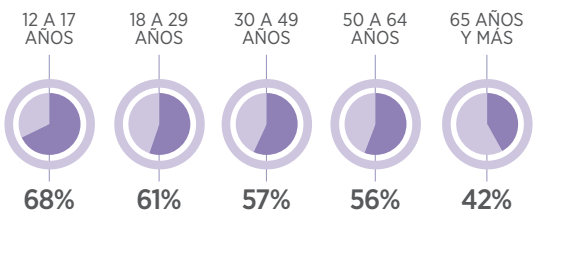 12 A 17
AÑOS
18 A 29
AÑOS
30 A 49
AÑOS
50 A 64
AÑOS
65 AÑOS
Y MÁS
68%
61%
57%
56%
42%